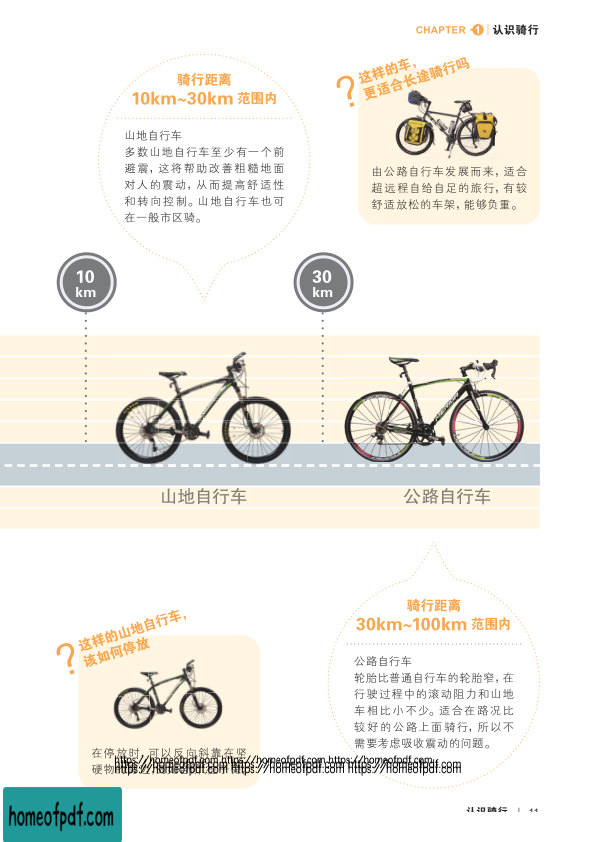 CHAPTER 1 认识骑行
骑行距离
10km~30km 范围内
山地自行车
多数山地自行车至少有一个前
避震，这将帮助改善粗糙地面
对人的震动，从而提高舒适性
和转向控制。山地自行车也可
在一般市区骑。
?
这样的车，
更适合长途骑行吗
由公路自行车发展而来，适合
超远程自给自足的旅行，有较
舒适放松的车架，能够负重。
10
km
30
km
山地自行车
公路自行车
?
这样的山地自行车，
该如何停放
在停放时，可以反向斜靠在坚
硬物
骑行距离
30km~100km 范围内
公路自行车
轮胎比普通自行车的轮胎窄，在
行驶过程中的滚动阻力和山地
车相比小不少。适合在路况比
较好的公路上面骑行，所以不
需要考虑吸收震动的问题。
https://homeofpdf.com https://homeofpdf.com https://homeofpdf.com
https://homeofpdf.com https://homeofpdf.com https://homeofpdf.com
https://homeofpdf.com https://homeofpdf.com https://homeofpdf.com
homeofpdf.com
认识骑行 | 11